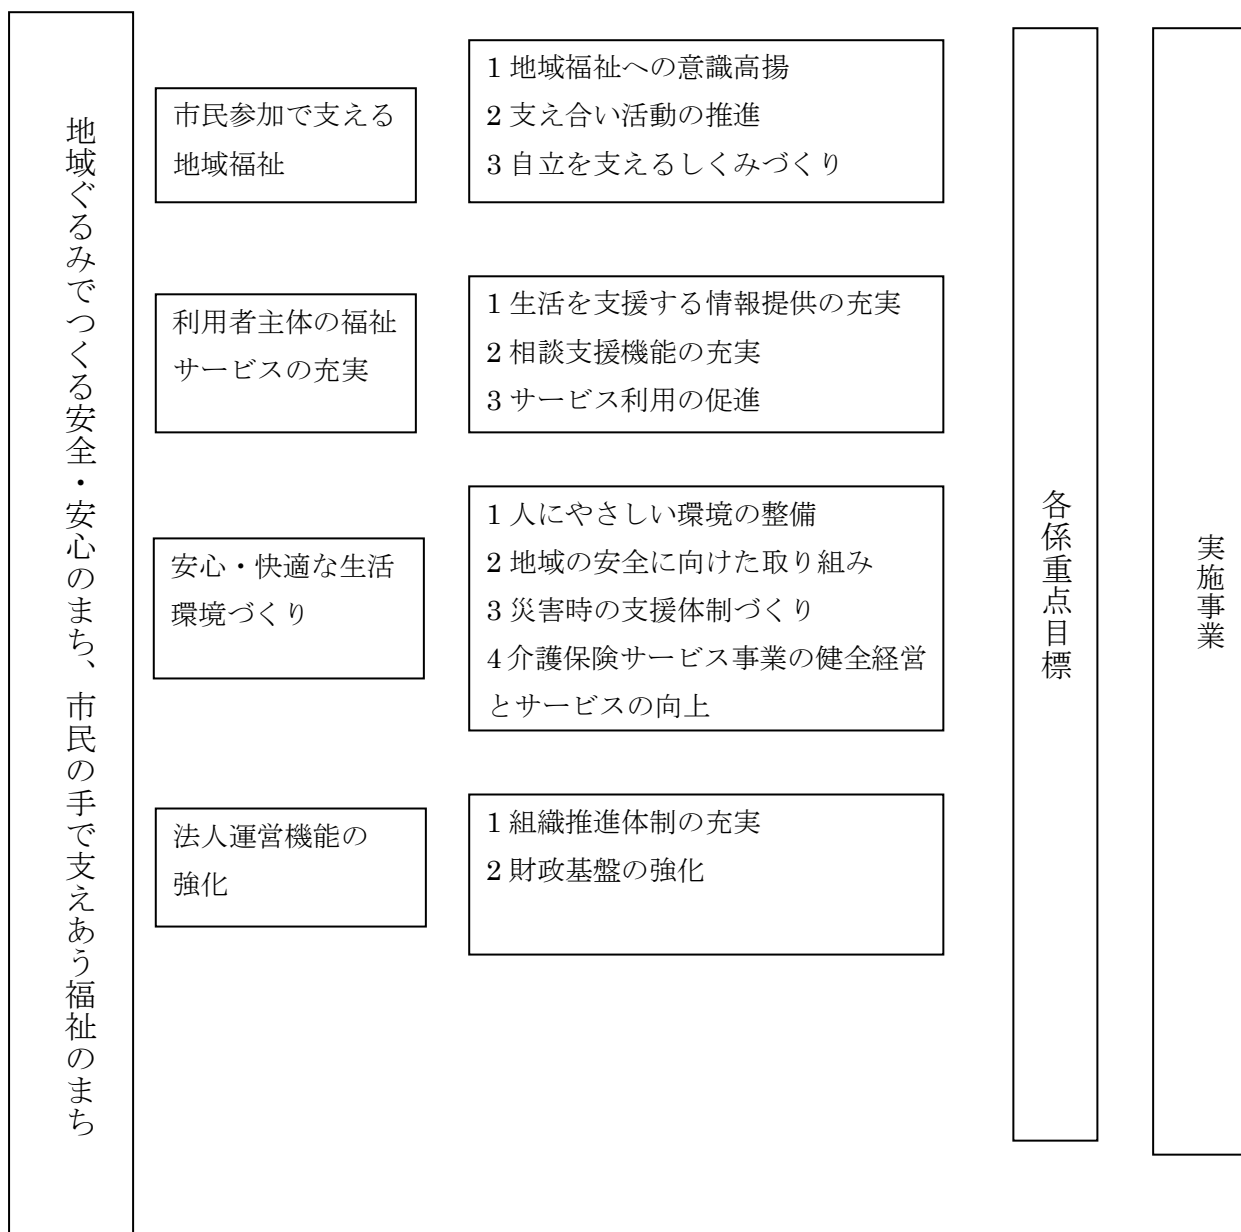 地域ぐるみでつくる安全・安心のまち、市民の手で支えあう福祉のまち
市民参加で支える
地域福祉
1 地域福祉への意識高揚
2 支え合い活動の推進
3 自立を支えるしくみづくり
利用者主体の福祉
サービスの充実
1 生活を支援する情報提供の充実
2 相談支援機能の充実
3 サービス利用の促進
安心・快適な生活
環境づくり
1 人にやさしい環境の整備
2 地域の安全に向けた取り組み
3 災害時の支援体制づくり
4 介護保険サービス事業の健全経営
とサービスの向上
法人運営機能の
強化
1 組織推進体制の充実
2 財政基盤の強化
各係重点目標
実施事業